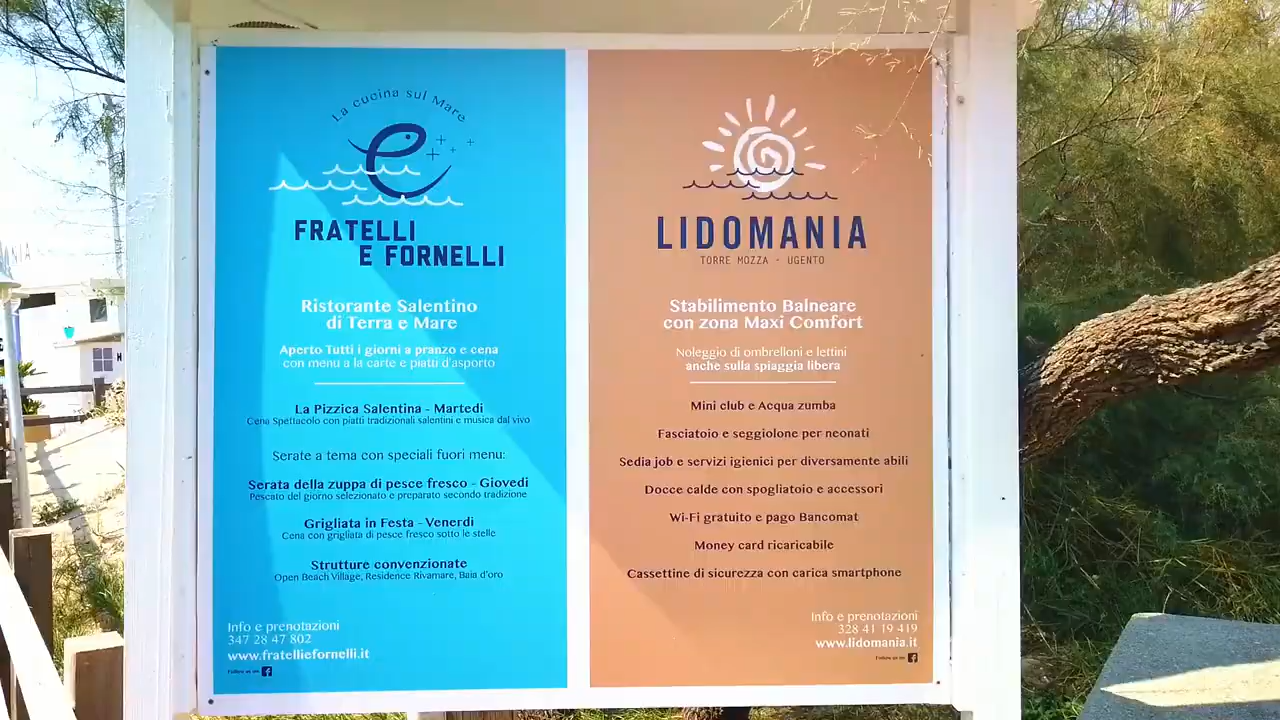 La cucina sul Mare
FRATELLI
E FORNELLI
Ristorante Salentino
di Terra e Mare
Aperto Tutti i giorni a pranzo e cena
con menu a la carte e piatti d'asporto
La Pizzica Salentina - Martedì
Cena Spettacolo con piatti tradizionali salentini e musica dal vivo
Serate a tema con speciali fuori menu:
Serata della zuppa di pesce fresco - Giovedì
Pescato del giorno selezionato e preparato secondo tradizione
Grigliata in Festa - Venerdì
Cena con grigliata di pesce fresco sotto le stelle
Strutture convenzionate
Open Beach Village, Residence Rivamare, Baia d'oro
Info e prenotazioni
347 28 47 802
www.fratelliefornelli.it
Follow us on
LIDOMANIA
TORRE MOZZA - UGENTO
Stabilimento Balneare
con zona Maxi Comfort
Noleggio di ombrelloni e lettini
anche sulla spiaggia libera
Mini club e Acqua zumba
Fasciatoio e seggiolone per neonati
Sedia job e servizi igienici per diversamente abili
Docce calde con spogliatoio e accessori
Wi-Fi gratuito e pago Bancomat
Money card ricaricabile
Cassettine di sicurezza con carica smartphone
Info e prenotazioni
328 41 19 419
www.lidomania.it
Follow us on